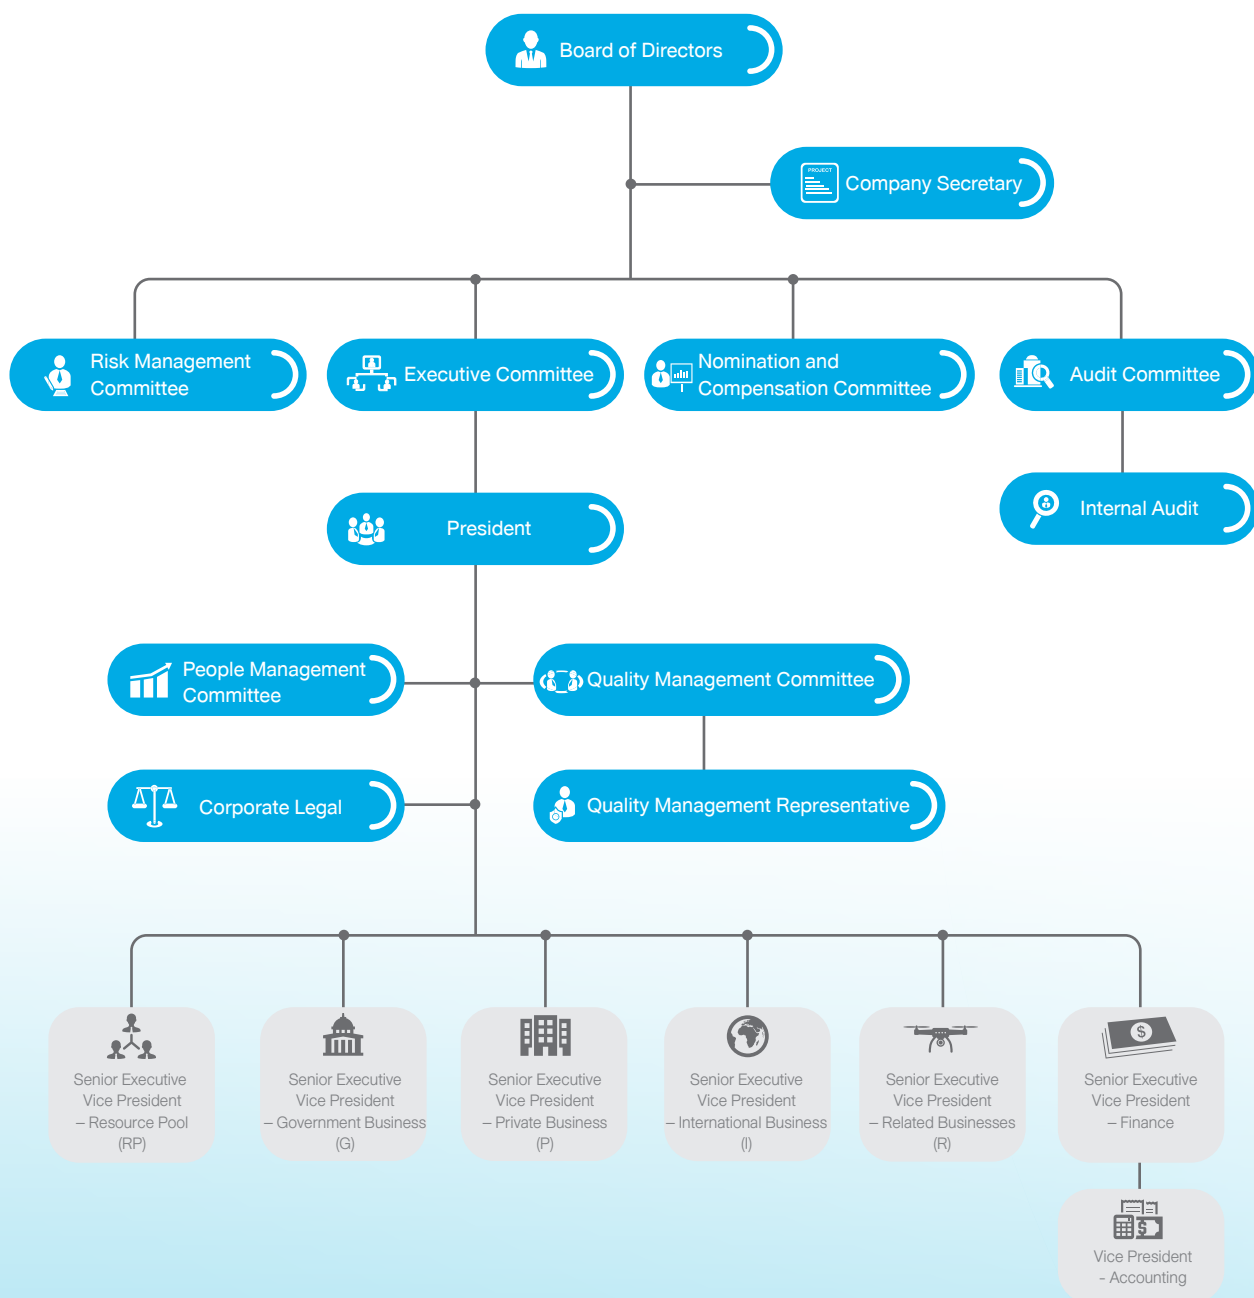 Board of Directors
PROJECT
Company Secretary
Risk Management
Committee
Executive Committee
Nomination and
Compensation Committee
Audit Committee
President
Internal Audit
People Management
Committee
Quality Management Committee
Corporate Legal
Quality Management Representative
Senior Executive
Vice President
– Resource Pool
(RP)
Senior Executive
Vice President
– Government Business
(G)
Senior Executive
Vice President
– Private Business
(P)
Senior Executive
Vice President
– International Business
(I)
Senior Executive
Vice President
– Related Businesses
(R)
$
Senior Executive
Vice President
– Finance
$
Vice President
- Accounting